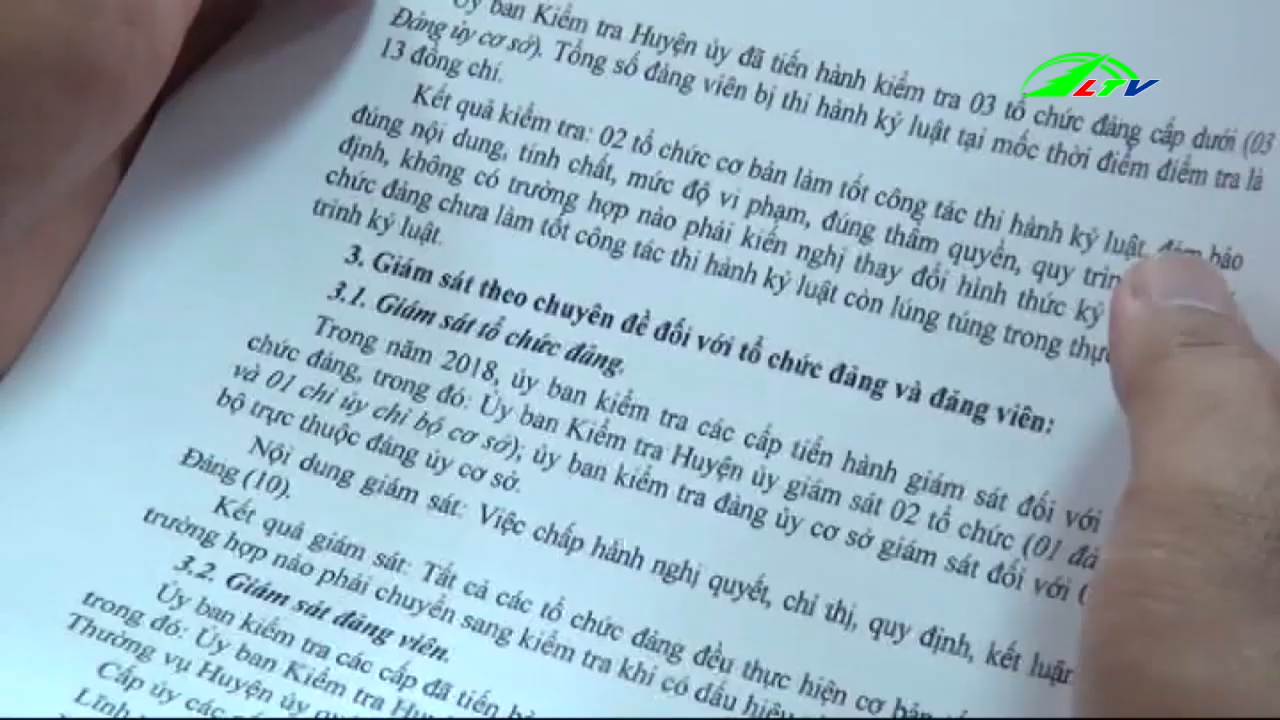 Ủy ban Kiểm tra Huyện ủy đã tiến hành kiểm tra 03 tổ chức đảng cấp dưới (03
Đảng ủy cơ sở). Tổng số đảng viên bị thi hành kỷ luật tại mốc thời điểm điểm tra là
13 đồng chí.
Kết quả kiểm tra: 02 tổ chức cơ bản làm tốt công tác thi hành kỷ luật, đảm bảo
đúng nội dung, tính chất, mức độ vi phạm, đúng thẩm quyền, quy
định, không có trường hợp nào phải kiến nghị thay đổi hình thức kỷ
chức đảng chưa làm tốt công tác thi hành kỷ luật còn lúng túng trong
trình kỷ luật.
3. Giám sát theo chuyên đề đối với tổ chức đảng và đảng viên:
3.1. Giám sát tổ chức đảng.
Trong năm 2018, ủy ban kiểm tra các cấp tiến hành giám sát đối với
chức đảng, trong đó: Ủy ban Kiểm tra Huyện ủy giám sát 02 tổ chức (01
và 01 chi ủy chi bộ cơ sở); ủy ban kiểm tra đảng ủy cơ sở giám sát đối với
bộ trực thuộc đảng ủy cơ sở.
Nội dung giám sát: Việc chấp hành nghị quyết, chỉ thị, quy định, kết
Đảng (10).
Kết quả giám sát: Tất cả các tổ chức đảng đều thực hiện cơ
trường hợp nào phải chuyển sang kiểm tra khi có dấu
3.2. Giám sát đảng viên.
Ủy ban kiểm tra các cấp đã tiến
trong đó: Ủy ban Kiểm tra
Thường vụ Huyện ủy
Cấp ủy các
Lĩnh
LTV